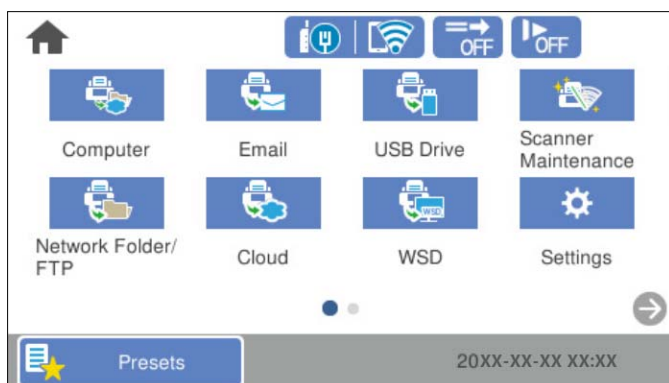 OFF
OFF
Computer
Email
USB Drive
Scanner
Maintenance
WSD
Network Folder/
FTP
Cloud
WSD
Settings
Presets
20XX-XX-XX XX:XX